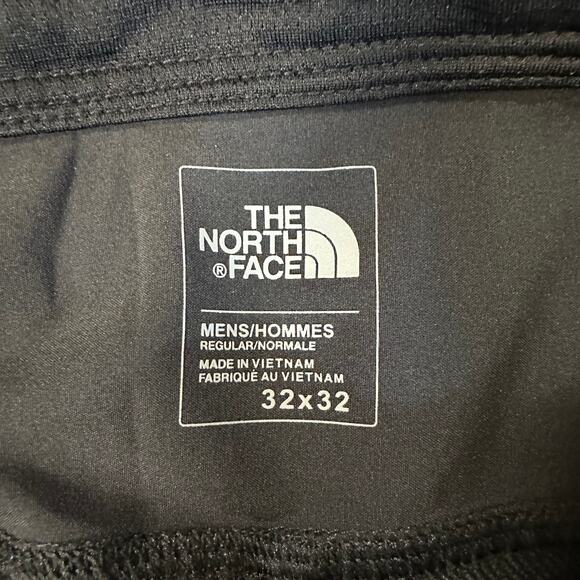 THE
NORTH
®FACE
MENS/HOMMES
REGULAR/NORMALE
MADE IN VIETNAM
FABRIQUÉ AU VIETNAM
32x32